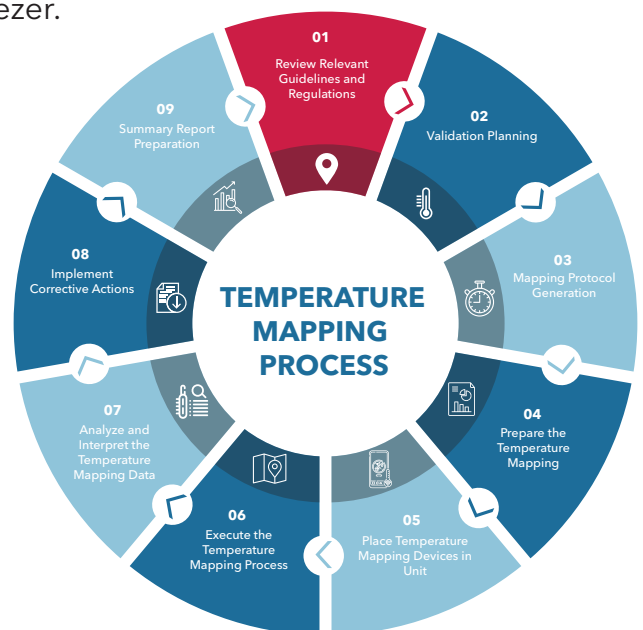 ezer.
01
Review Relevant
Guidelines and
Regulations
02
Validation Planning
03
Mapping Protocol
Generation
04
Prepare the
Temperature
Mapping
05
Place Temperature
Mapping Devices in
Unit
06
Execute the
Temperature
Mapping Process
07
Analyze and
Interpret the
Temperature
Mapping Data
08
Implement
Corrective Actions
09
Summary Report
Preparation
TEMPERATURE
MAPPING
PROCESS